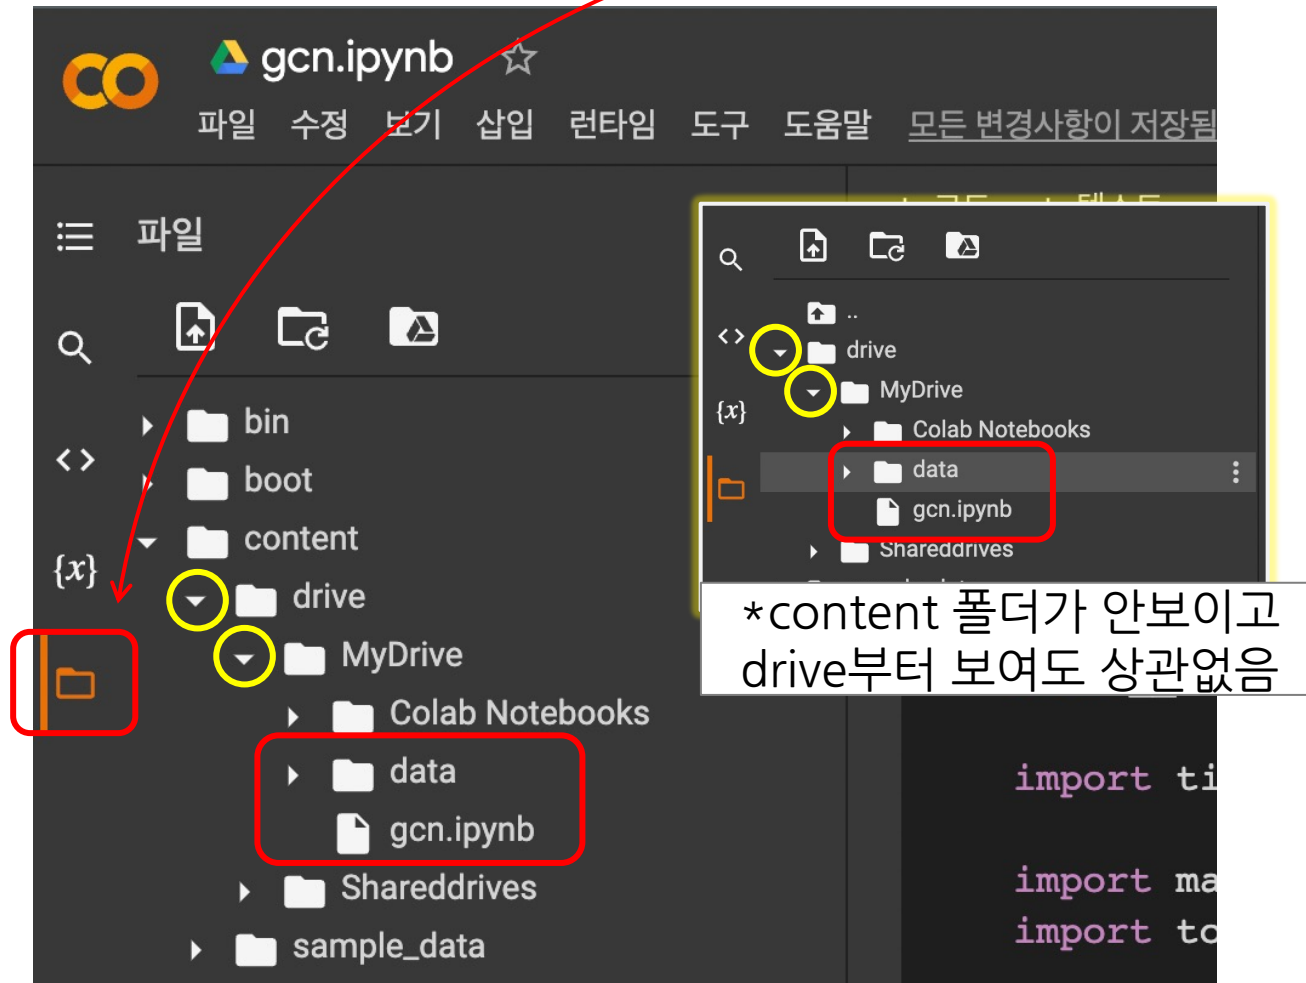 gcn.ipynb
파일 수정 보기 삽입 런타임 도구 도움말 모든 변경사항이 저장됨
파일
bin
boot
content
{x}
drive
MyDrive
Colab Notebooks
data
gcn.ipynb
Shareddrives
sample_data
..
drive
MyDrive
{x}
Colab Notebooks
data
gcn.ipynb
Shareddrives
*content 폴더가 안보이고
drive부터 보여도 상관없음
import ti
import ma
import to